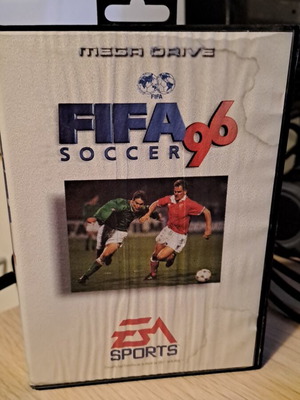 MEGA DRIVE
FIFA
FIFA 96
SOCCER
EA
SPORTS